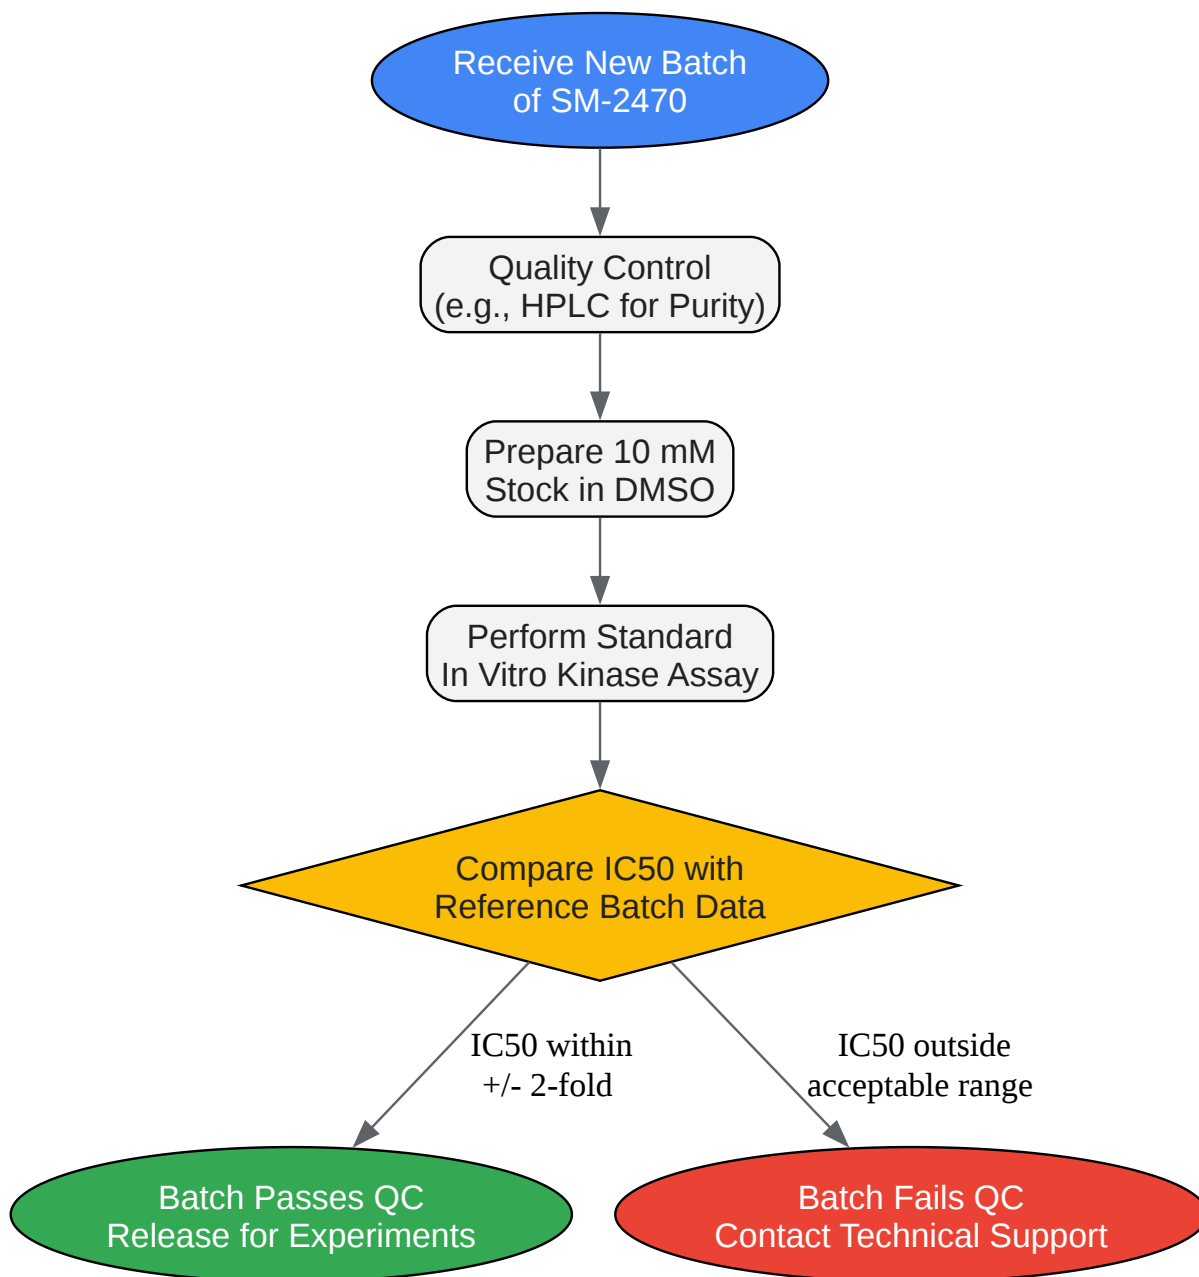 Receive New Batch
of SM-2470
Quality Control
(e.g., HPLC for Purity)
Prepare 10 mM
Stock in DMSO
Perform Standard
In Vitro Kinase Assay
Compare IC50 with
Reference Batch Data
IC50 within
+/- 2-fold
IC50 outside
acceptable range
Batch Passes QC
Release for Experiments
Batch Fails QC
Contact Technical Support